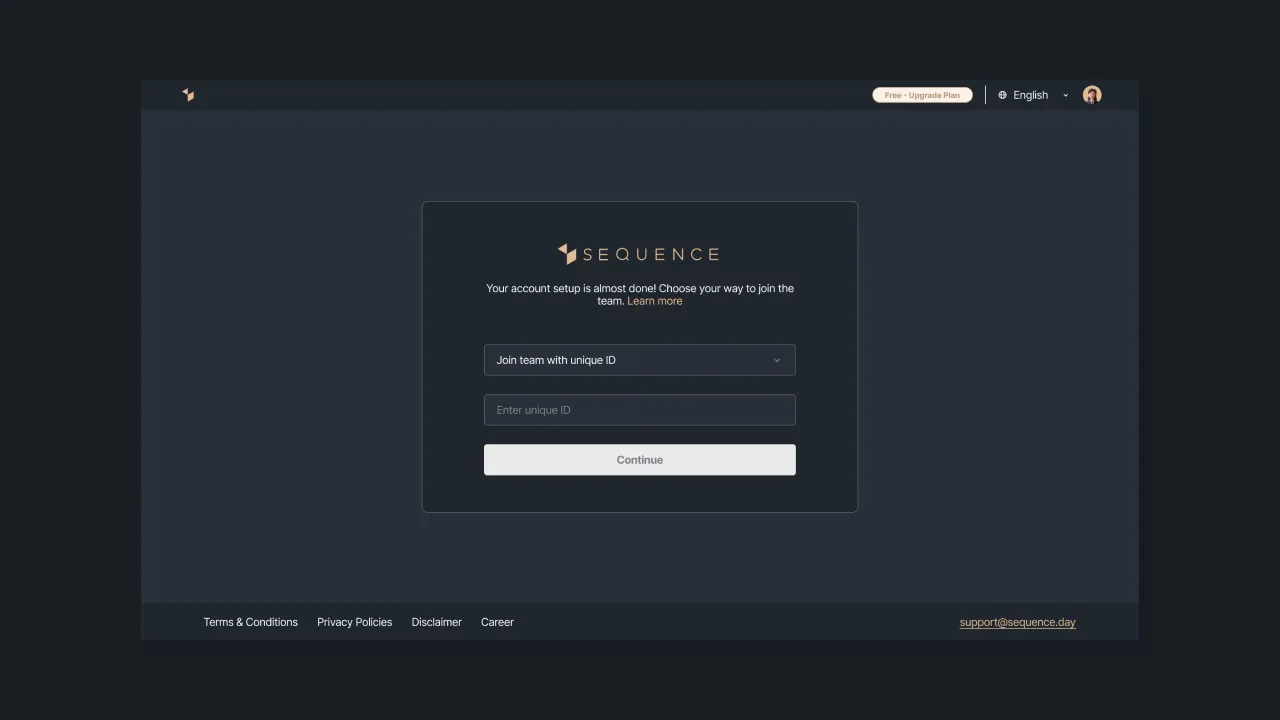 Free - Upgrade Plan
English
SEQUENCE
Your account setup is almost done! Choose your way to join the
team. Learn more
Join team with unique ID
Enter unique ID
Continue
Terms & Conditions
Privacy Policies
Disclaimer
Career
support@sequence.day